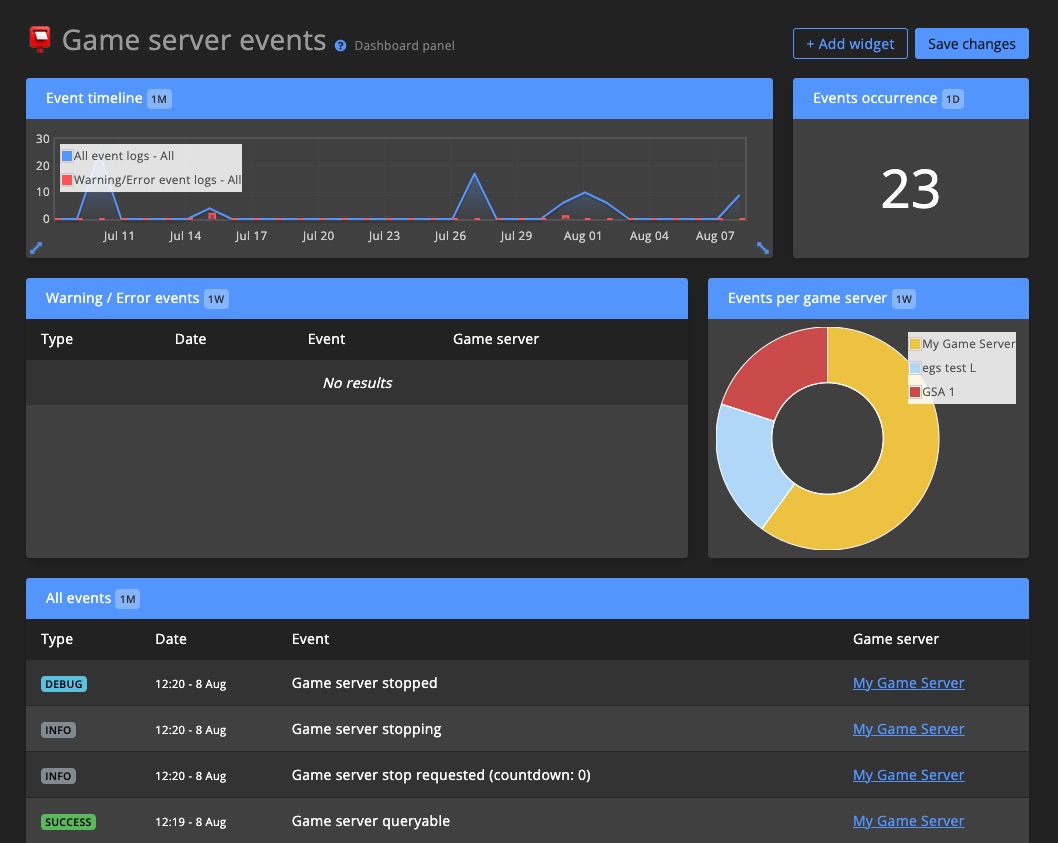 Game server events ? Dashboard panel
+ Add widget
Save changes
Event timeline 1M
30
20
10
0
All event logs - All
Warning/Error event logs - All
Jul 11 Jul 14 Jul 17 Jul 20 Jul 23 Jul 26 Jul 29 Aug 01 Aug 04 Aug 07
Events occurrence 1D
23
Warning / Error events 1W
Type Date Event Game server
No results
Events per game server 1W
My Game Server
egs test L
GSA 1
All events 1M
Type Date Event Game server
DEBUG 12:20 - 8 Aug Game server stopped My Game Server
INFO 12:20 - 8 Aug Game server stopping My Game Server
INFO 12:20 - 8 Aug Game server stop requested (countdown: 0) My Game Server
SUCCESS 12:19 - 8 Aug Game server queryable My Game Server